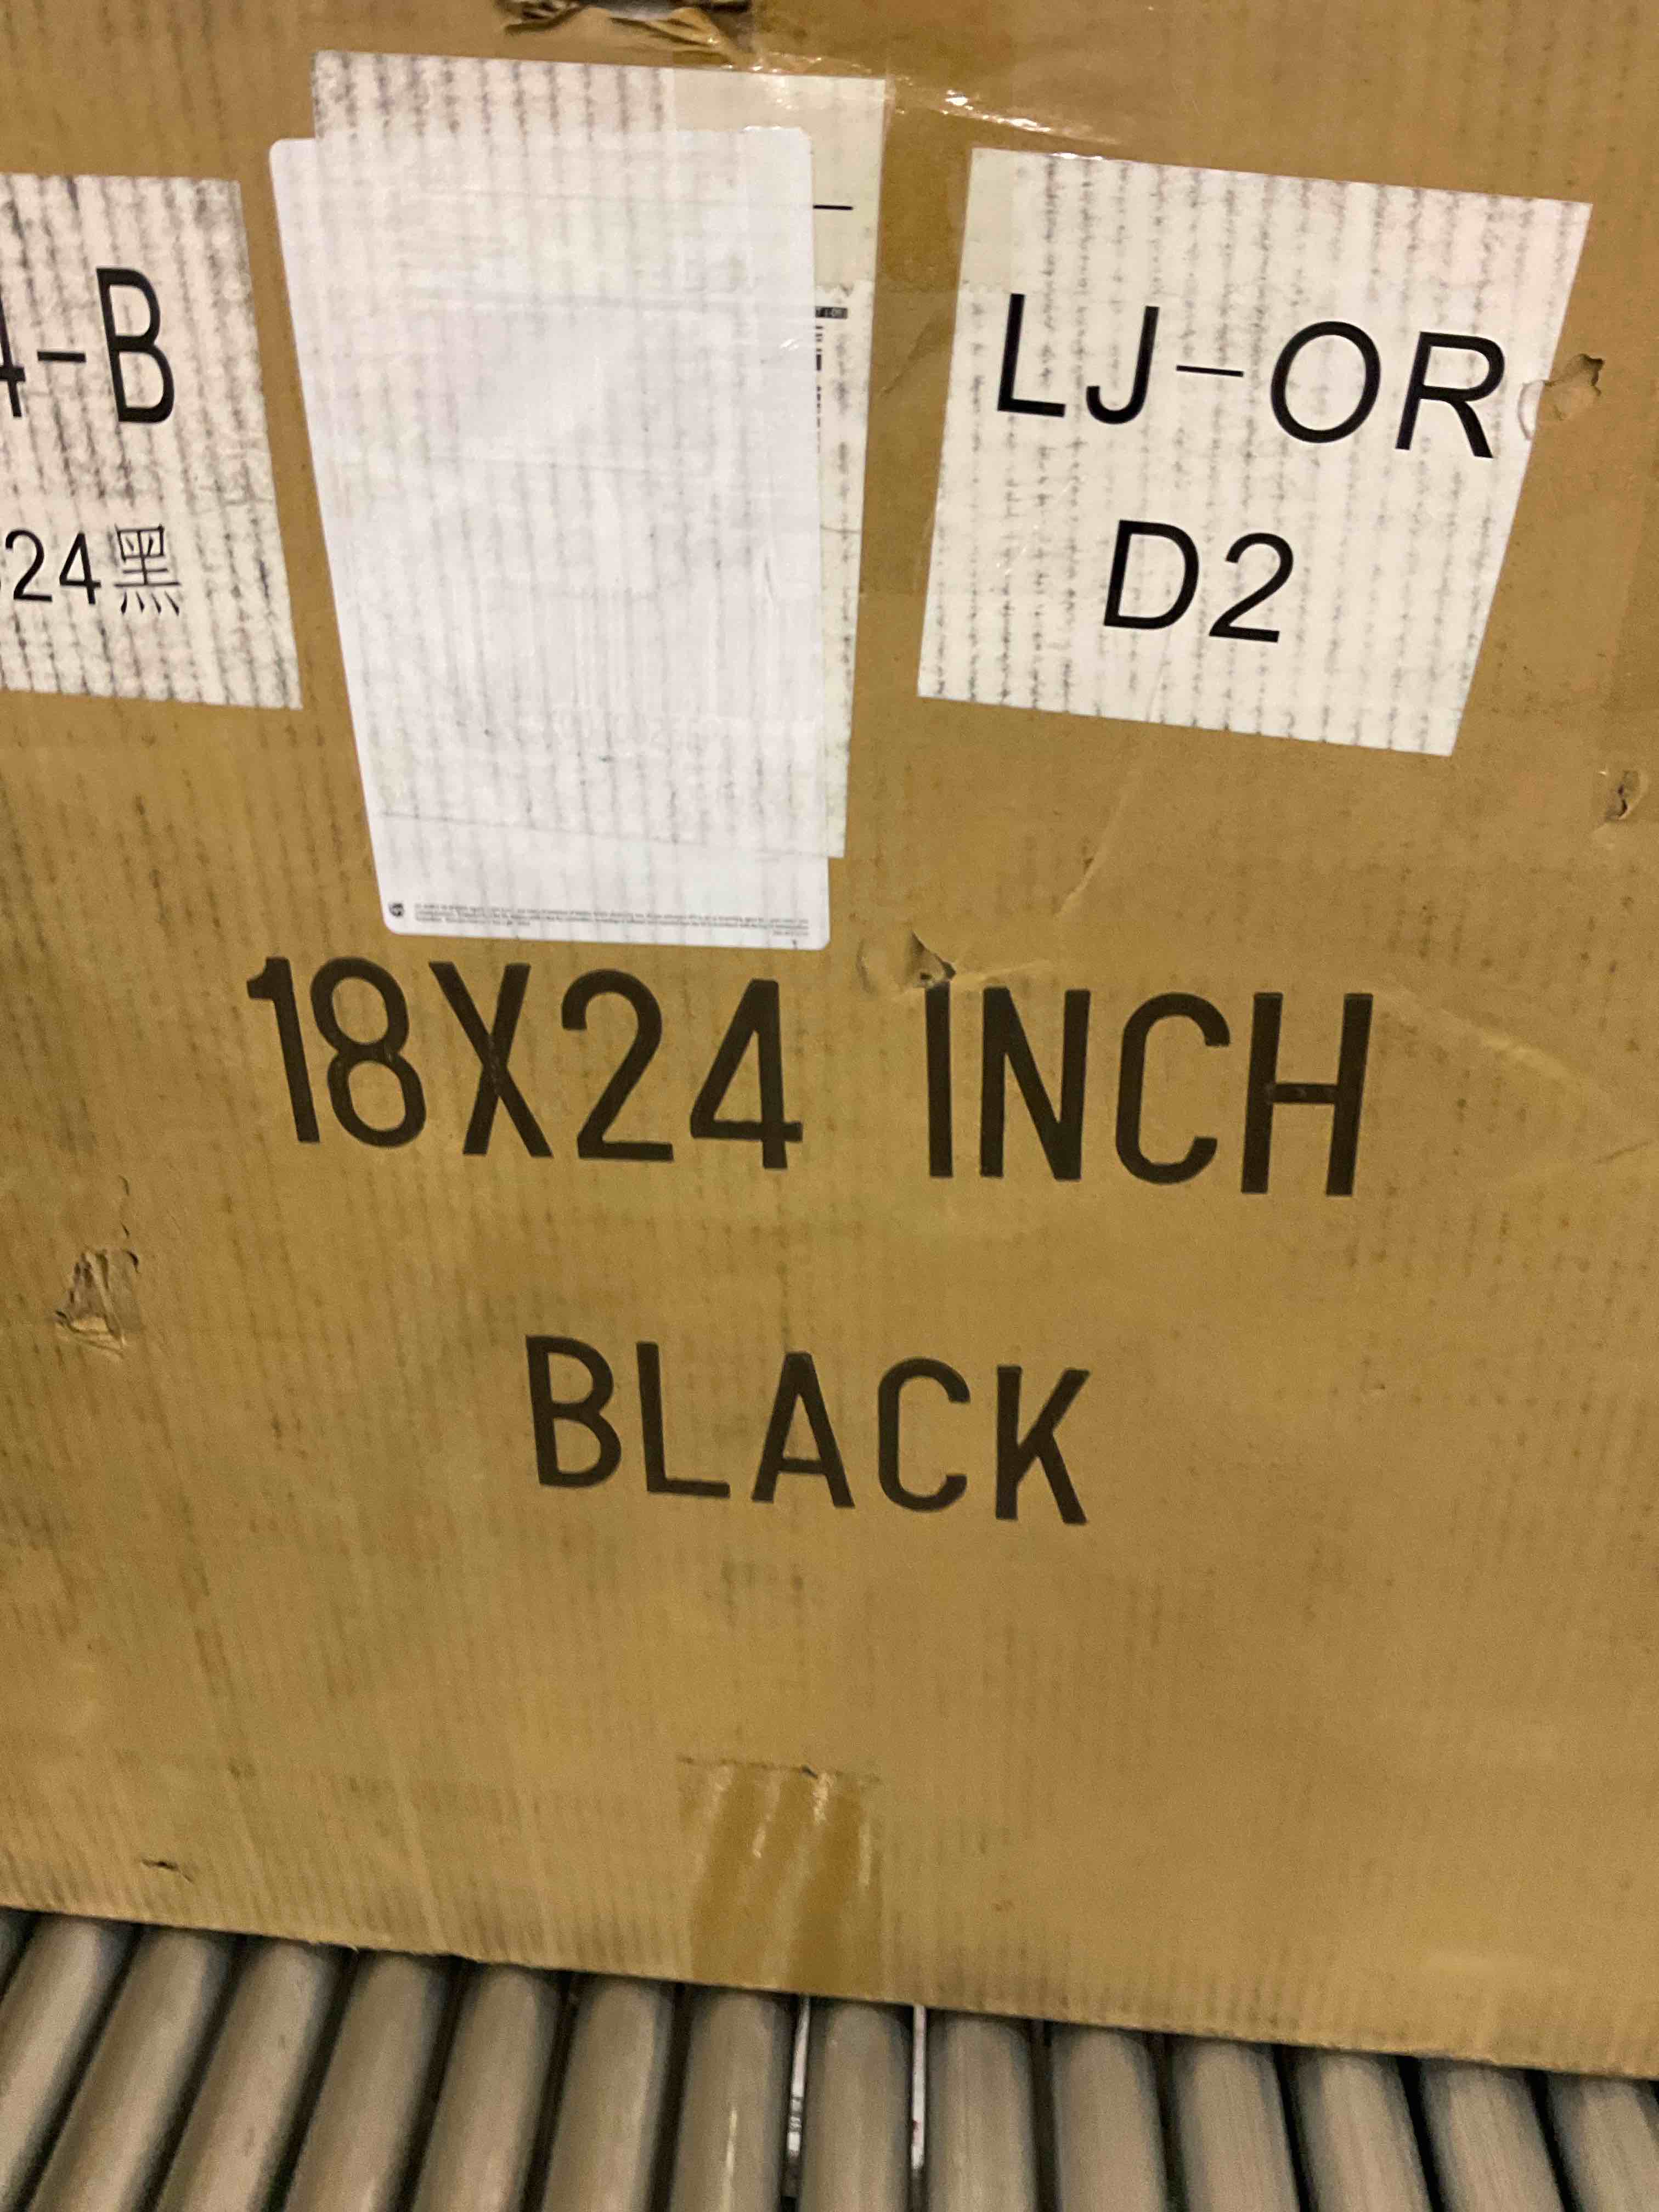 4-B
24黑
LJ-OR
D2
18X24 INCH
BLACK